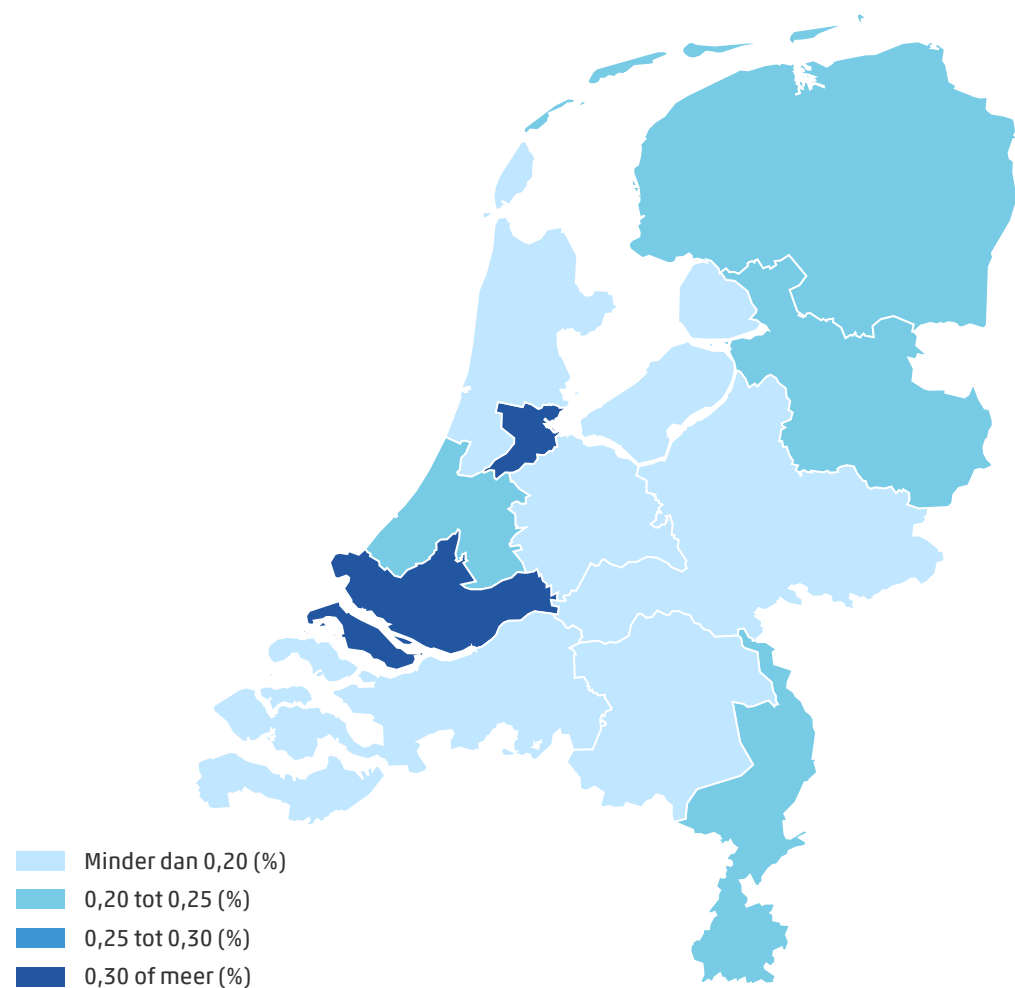 Minder dan 0,20 (%)
0,20 tot 0,25 (%)
0,25 tot 0,30 (%)
0,30 of meer (%)